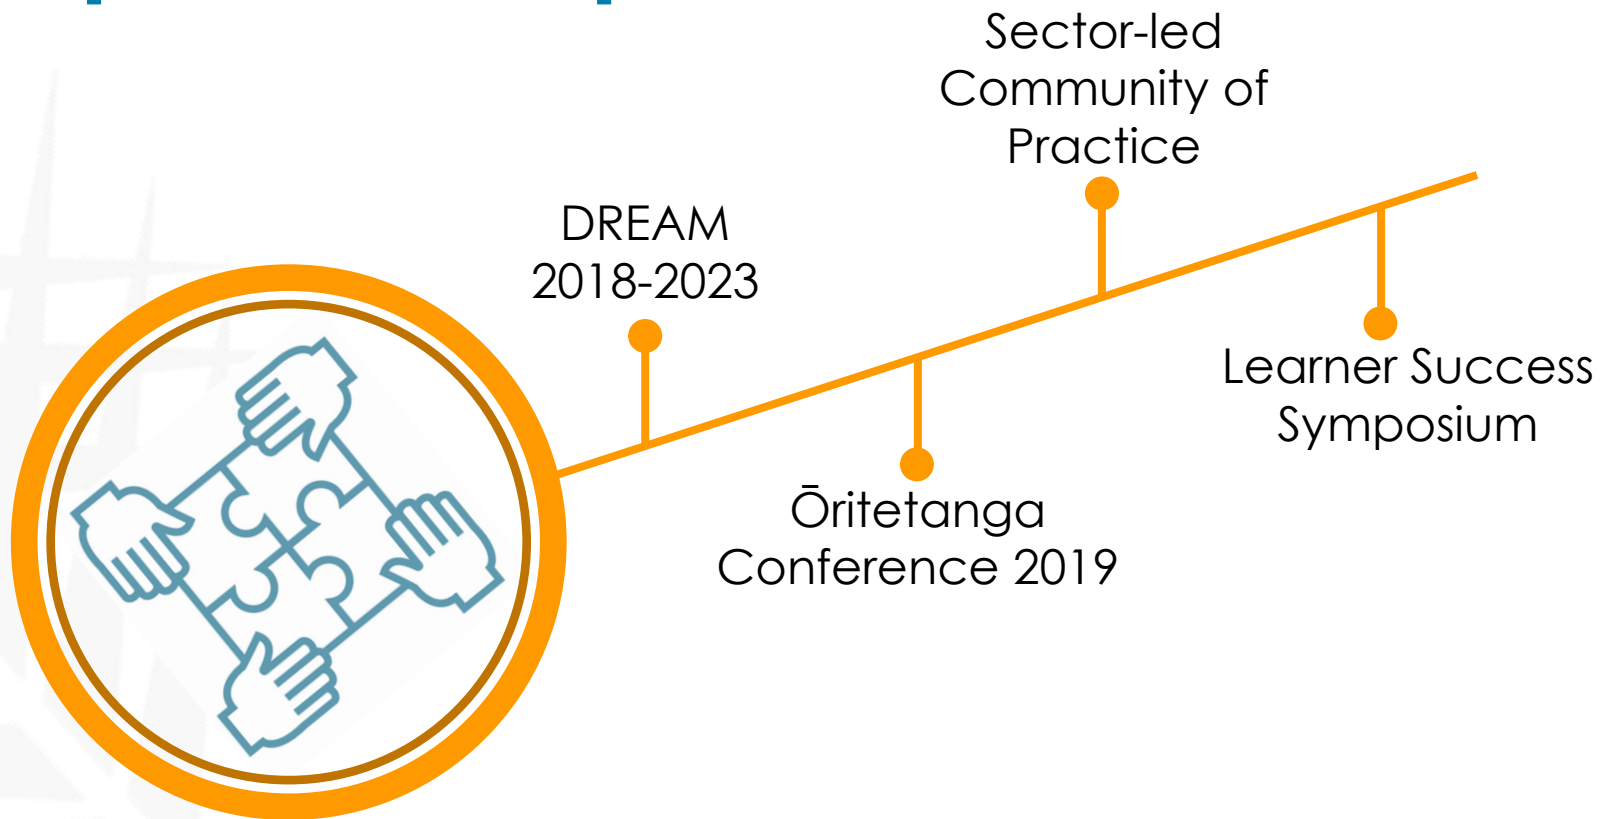 DREAM
2018-2023
Ōritetanga
Conference 2019
Sector-led
Community of
Practice
Learner Success
Symposium